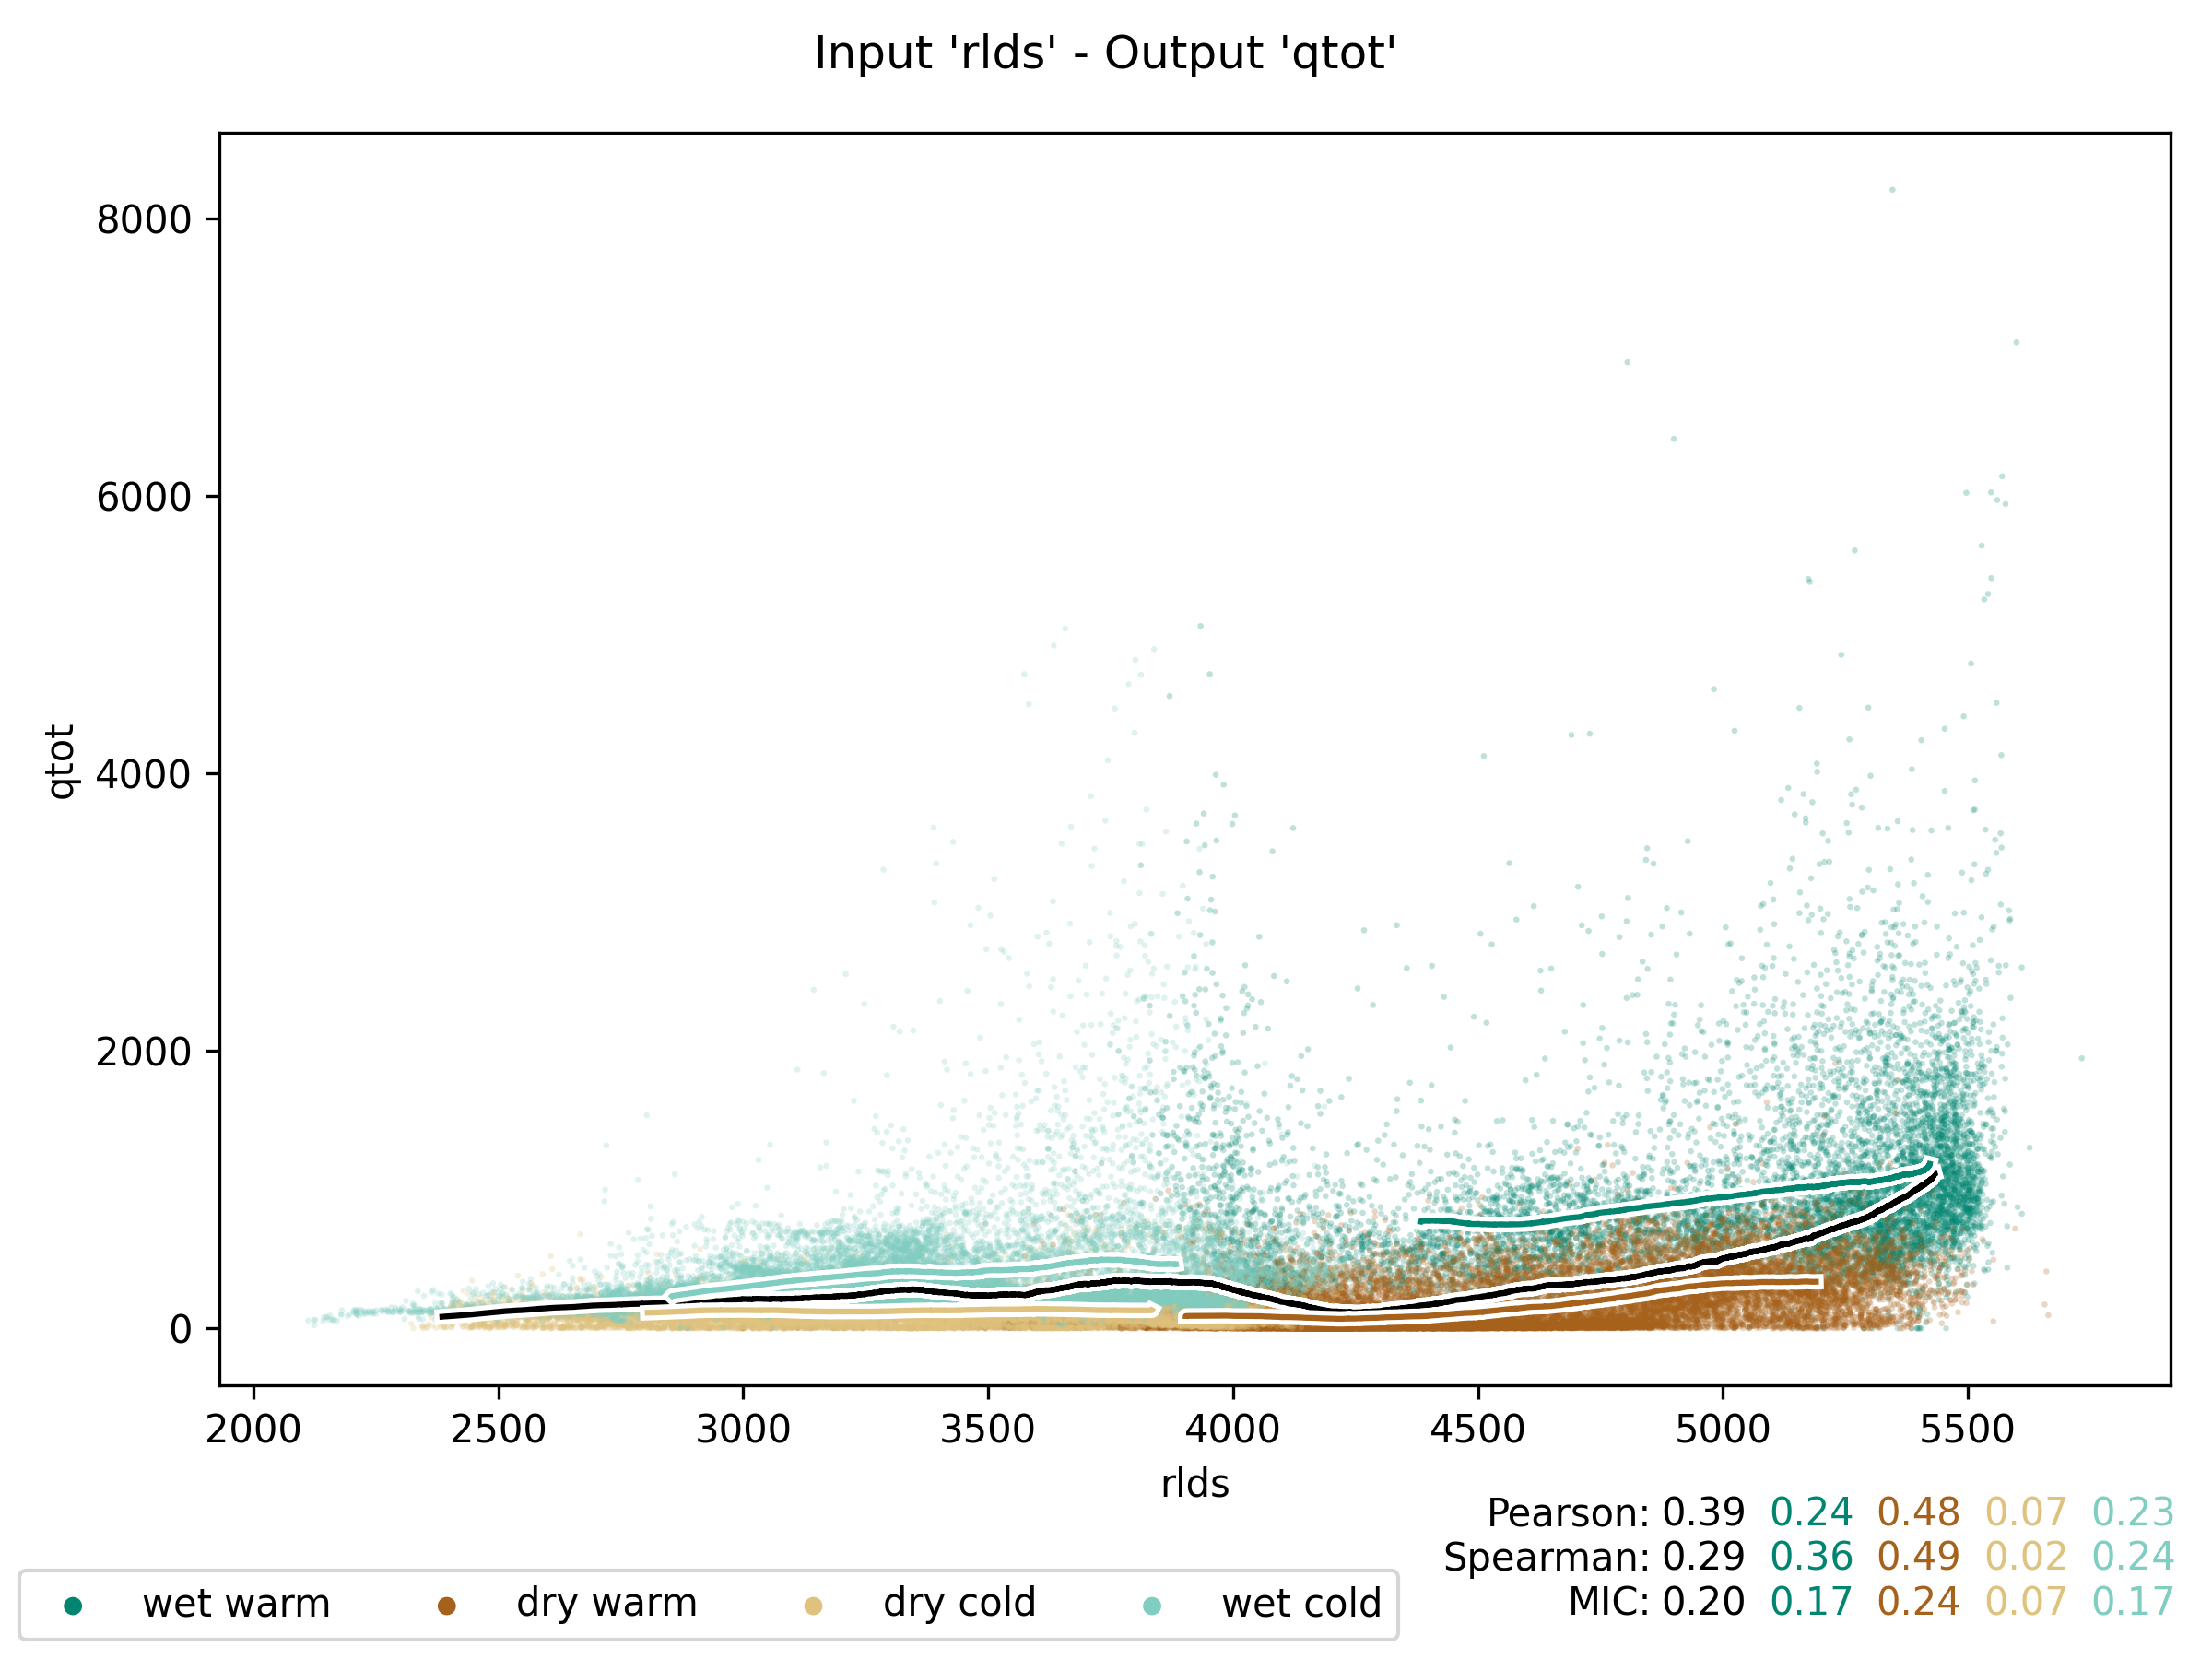 Input 'rlds' - Output 'qtot'
8000
6000
4000
2000
0
qtot
2000 2500 3000 3500 4000 4500 5000 5500
rlds
Pearson: 0.39 0.24 0.48 0.07 0.23
Spearman: 0.29 0.36 0.49 0.02 0.24
MIC: 0.20 0.17 0.24 0.07 0.17
wet warm dry warm dry cold wet cold